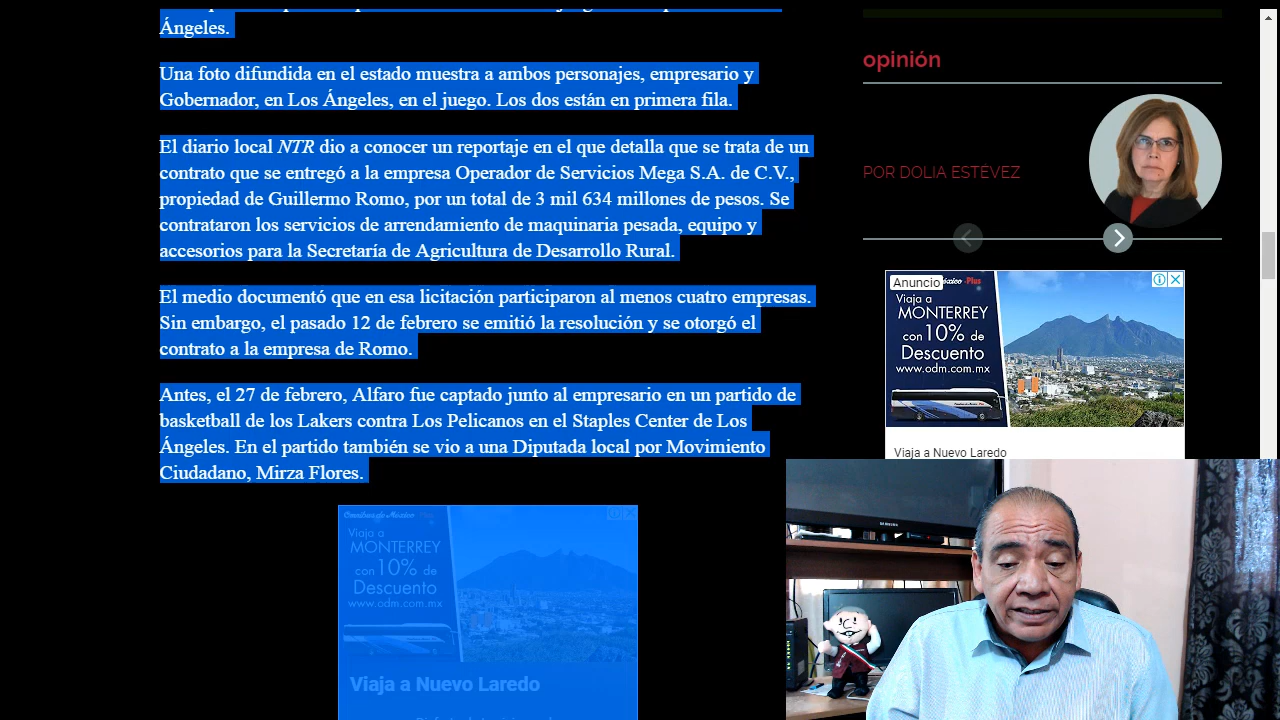 Ángeles.
Una foto difundida en el estado muestra a ambos personajes, empresario y
Gobernador, en Los Ángeles, en el juego. Los dos están en primera fila.
El diario local NTR dio a conocer un reportaje en el que detalla que se trata de un
contrato que se entregó a la empresa Operador de Servicios Mega S.A. de C.V.,
propiedad de Guillermo Romo, por un total de 3 mil 634 millones de pesos. Se
contrataron los servicios de arrendamiento de maquinaria pesada, equipo y
accesorios para la Secretaría de Agricultura de Desarrollo Rural.
El medio documentó que en esa licitación participaron al menos cuatro empresas.
Sin embargo, el pasado 12 de febrero se emitió la resolución y se otorgó el
contrato a la empresa de Romo.
Antes, el 27 de febrero, Alfaro fue captado junto al empresario en un partido de
basketball de los Lakers contra Los Pelicanos en el Staples Center de Los
Ángeles. En el partido también se vio a una Diputada local por Movimiento
Ciudadano, Mirza Flores.
Omnibus de México Plus
Viaja a
MONTERREY
con 10% de
Descuento
www.odm.com.mx
Viaja a Nuevo Laredo
opinión
POR DOLIA ESTÉVEZ
Anuncio
México Plus
Viaja a
MONTERREY
con 10% de
Descuento
www.odm.com.mx
Viaja a Nuevo Laredo
SAMSUNG